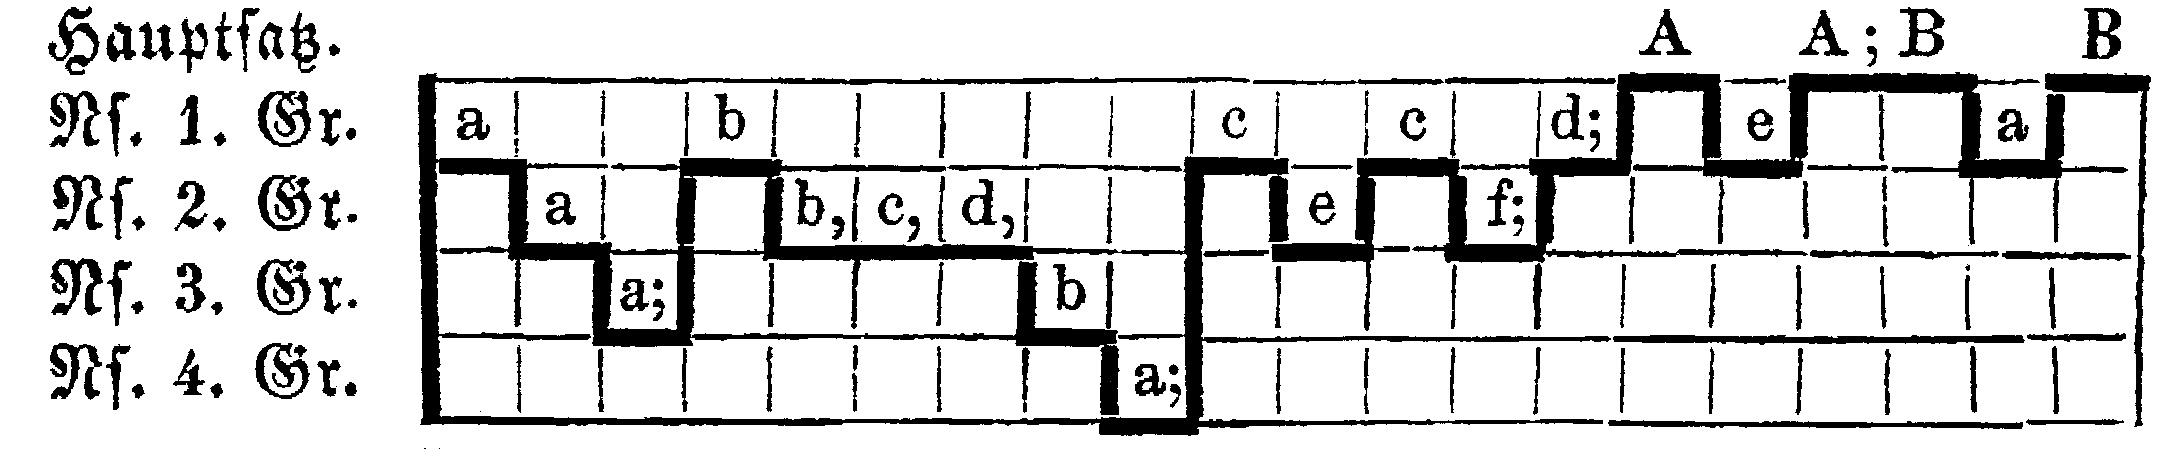 Hauptſatz. A A; B B
Nſ. 1. Gr. a b c c d; e a
Nſ. 2. Gr. a b, c, d, e f;
Nſ. 3. Gr. a; b
Nſ. 4. Gr. a;